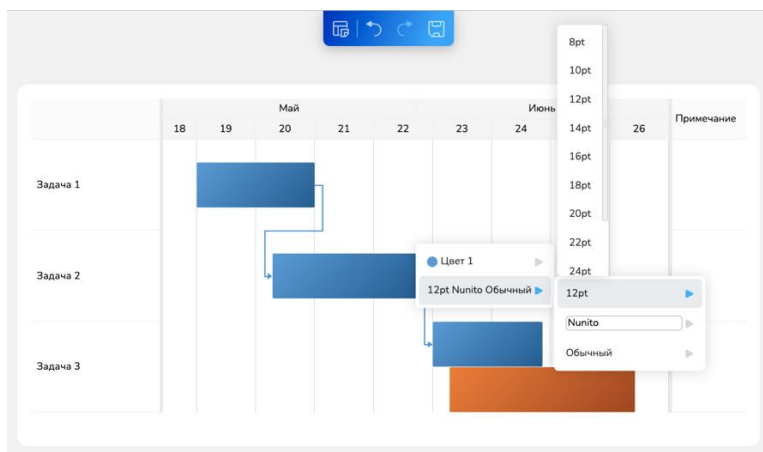 8pt
10pt
12pt
14pt
16pt
18pt
20pt
22pt
24pt
Май
Июнь
Примечание
18 19 20 21 22 23 24 26
Задача 1
Задача 2
Задача 3
Цвет 1
12pt Nunito Обычный
12pt
Nunito
Обычный